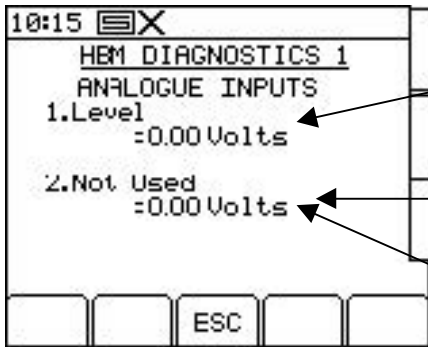 10:15
HBM DIAGNOSTICS 1
ANALOGUE INPUTS
1.Level
=0.00 Volts
2.Not Used
=0.00 Volts
ESC